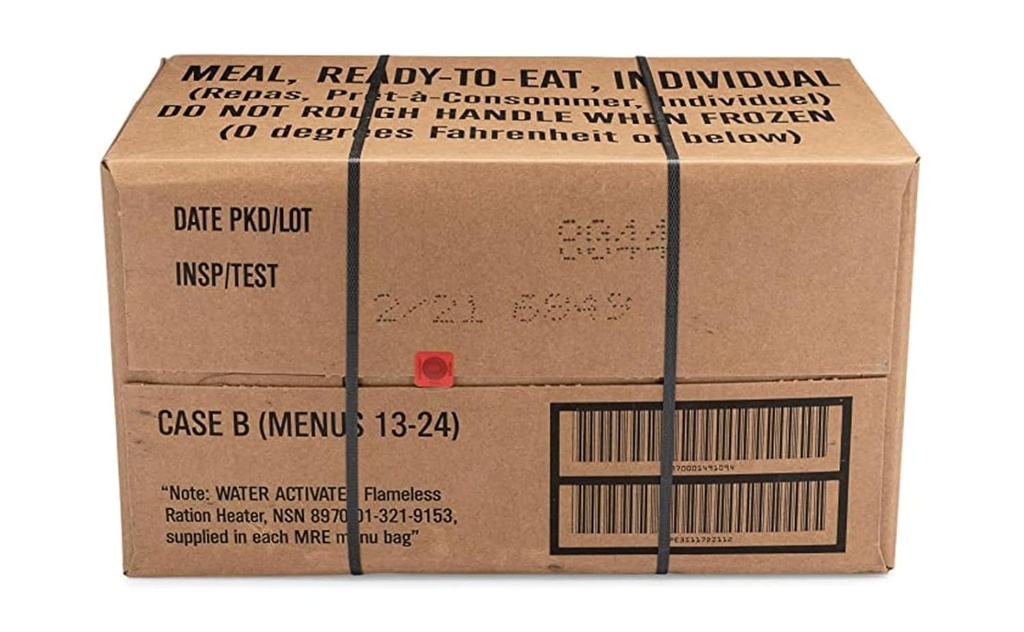 MEAL, READY-TO-EAT, INDIVIDUAL
(Repas, Prêt-à-Consommer, Individuel)
DO NOT ROUGH HANDLE WHEN FROZEN
(0 degrees Fahrenheit or below)
DATE PKD/LOT
INSP/TEST
2/21
CASE B (MENUS 13-24)
"Note: WATER ACTIVATED Flameless
Ration Heater, NSN 8970-01-321-9153,
supplied in each MRE menu bag"